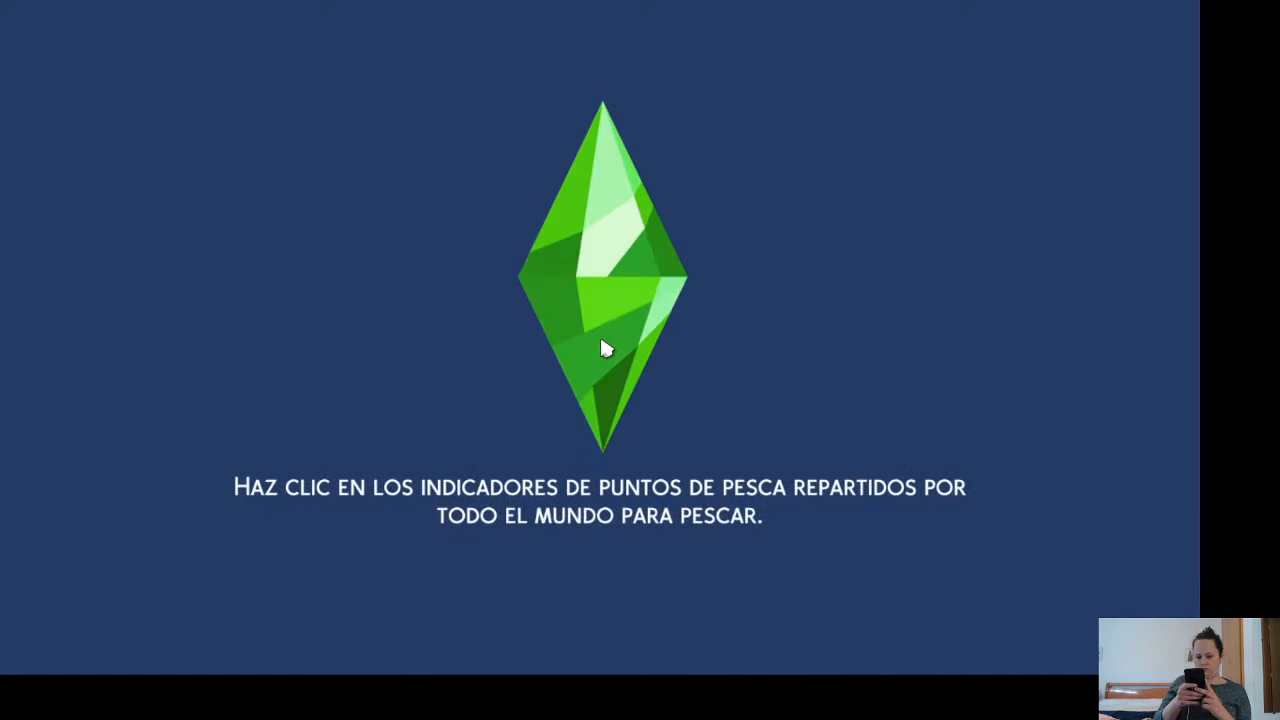 Haz clic en los indicadores de puntos de pesca repartidos por
todo el mundo para pescar.